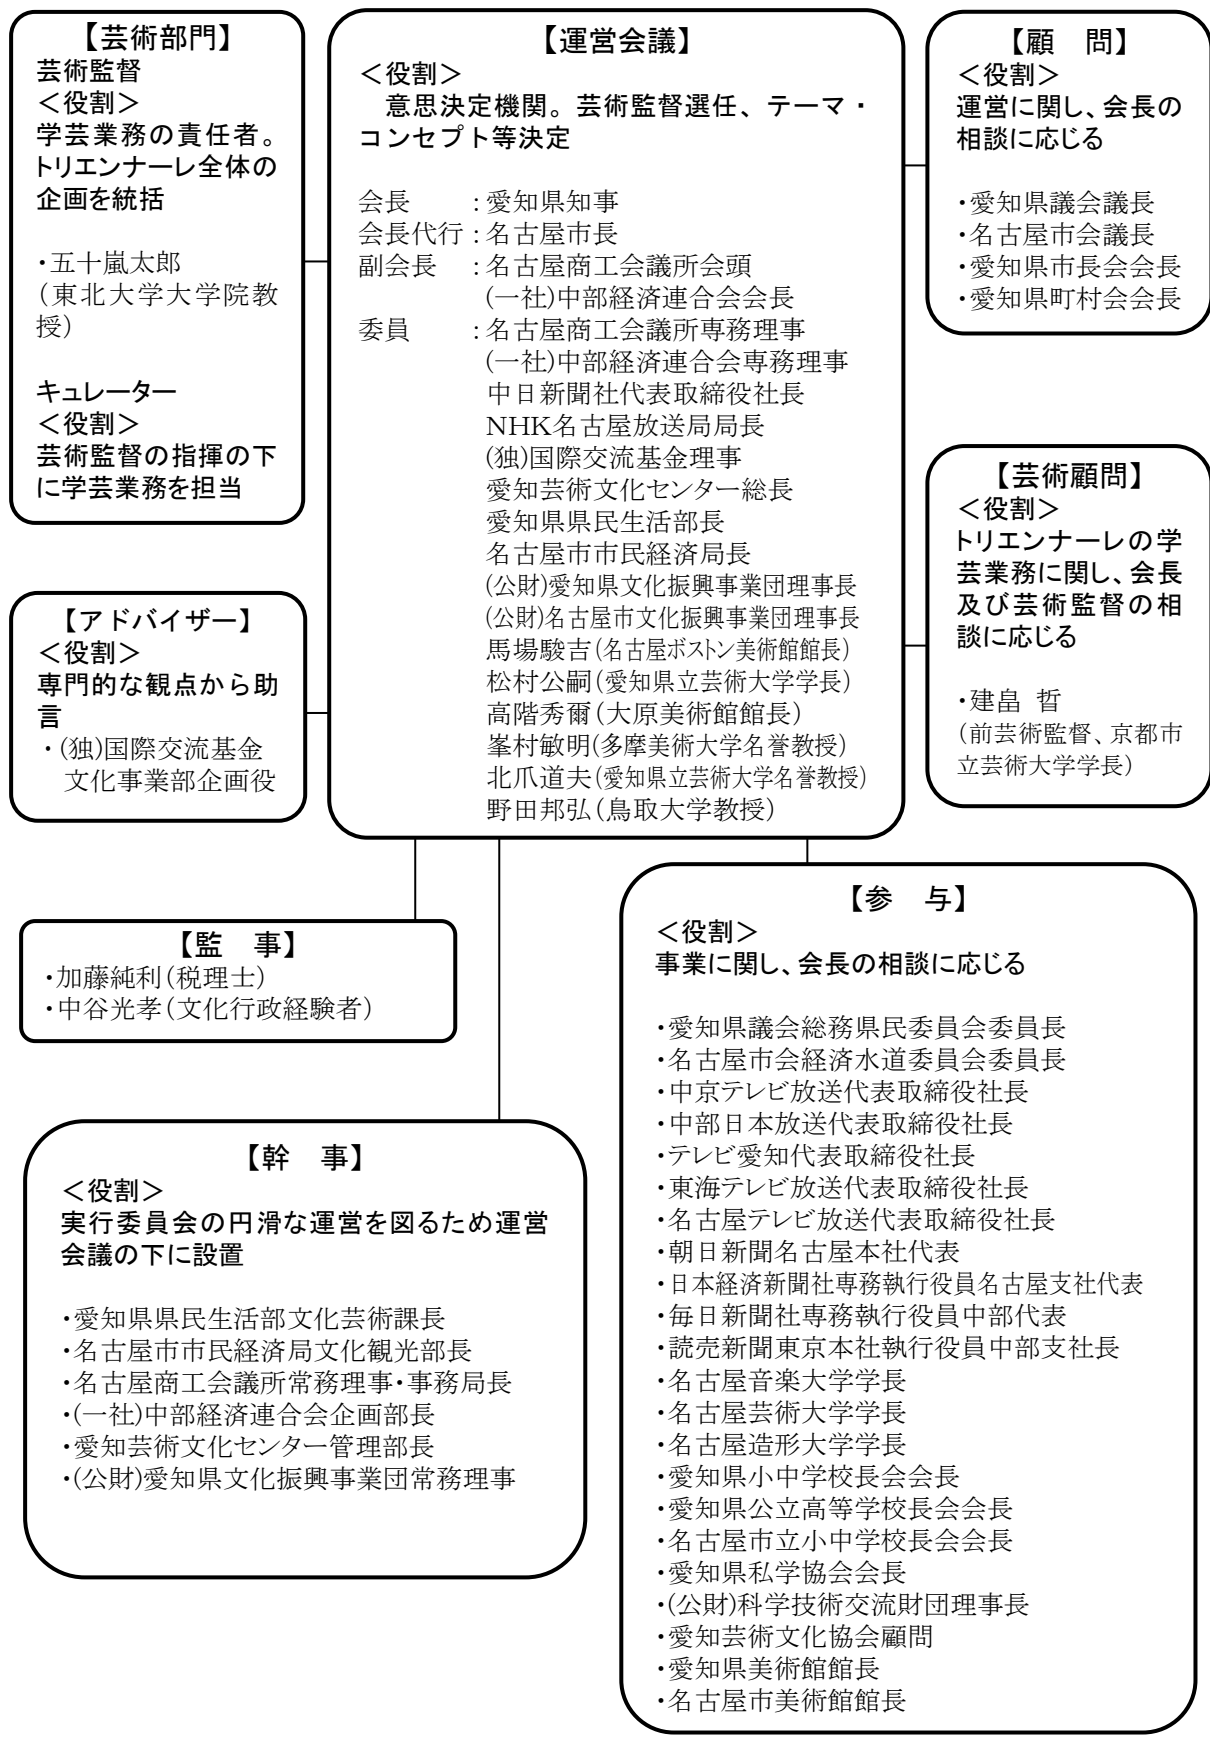 【芸術部門】
芸術監督
＜役割＞
学芸業務の責任者。
トリエンナーレ全体の
企画を統括
・五十嵐太郎
（東北大学大学院教
授）
キュレーター
＜役割＞
芸術監督の指揮の下
に学芸業務を担当
【アドバイザー】
＜役割＞
専門的な観点から助
言
・(独)国際交流基金
文化事業部企画役
【運営会議】
＜役割＞
意思決定機関。芸術監督選任、テーマ・
コンセプト等決定
会長　　：愛知県知事
会長代行：名古屋市長
副会長　：名古屋商工会議所会頭
(一社)中部経済連合会会長
委員　　：名古屋商工会議所専務理事
(一社)中部経済連合会専務理事
中日新聞社代表取締役社長
NHK名古屋放送局局長
(独)国際交流基金理事
愛知芸術文化センター総長
愛知県県民生活部長
名古屋市市民経済局長
(公財)愛知県文化振興事業団理事長
(公財)名古屋市文化振興事業団理事長
馬場駿吉（名古屋ボストン美術館館長）
松村公嗣（愛知県立芸術大学学長）
高階秀爾（大原美術館館長）
峯村敏明（多摩美術大学名誉教授）
北爪道夫（愛知県立芸術大学名誉教授）
野田邦弘（鳥取大学教授）
【顧　問】
＜役割＞
運営に関し、会長の
相談に応じる
・愛知県議会議長
・名古屋市会議長
・愛知県市長会会長
・愛知県町村会会長
【芸術顧問】
＜役割＞
トリエンナーレの学
芸業務に関し、会長
及び芸術監督の相
談に応じる
・建畠 晢
（前芸術監督、京都市
立芸術大学学長）
【監　事】
・加藤純利（税理士）
・中谷光孝（文化行政経験者）
【幹　事】
＜役割＞
実行委員会の円滑な運営を図るため運営
会議の下に設置
・愛知県県民生活部文化芸術課長
・名古屋市市民経済局文化観光部長
・名古屋商工会議所常務理事・事務局長
・(一社)中部経済連合会企画部長
・愛知芸術文化センター管理部長
・(公財)愛知県文化振興事業団常務理事
【参　与】
＜役割＞
事業に関し、会長の相談に応じる
・愛知県議会総務県民委員会委員長
・名古屋市会経済水道委員会委員長
・中京テレビ放送代表取締役社長
・中部日本放送代表取締役社長
・テレビ愛知代表取締役社長
・東海テレビ放送代表取締役社長
・名古屋テレビ放送代表取締役社長
・朝日新聞名古屋本社代表
・日本経済新聞社専務執行役員名古屋支社代表
・毎日新聞社専務執行役員中部代表
・読売新聞東京本社執行役員中部支社長
・名古屋音楽大学学長
・名古屋芸術大学学長
・名古屋造形大学学長
・愛知県小中学校長会会長
・愛知県公立高等学校長会会長
・名古屋市立小中学校長会会長
・愛知県私学協会会長
・(公財)科学技術交流財団理事長
・愛知芸術文化協会顧問
・愛知県美術館館長
・名古屋市美術館館長